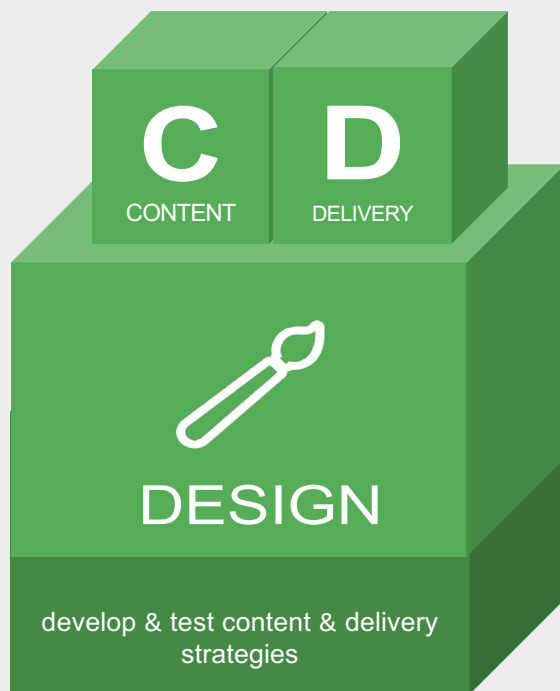 C D
CONTENT DELIVERY
DESIGN
develop & test content & delivery
strategies